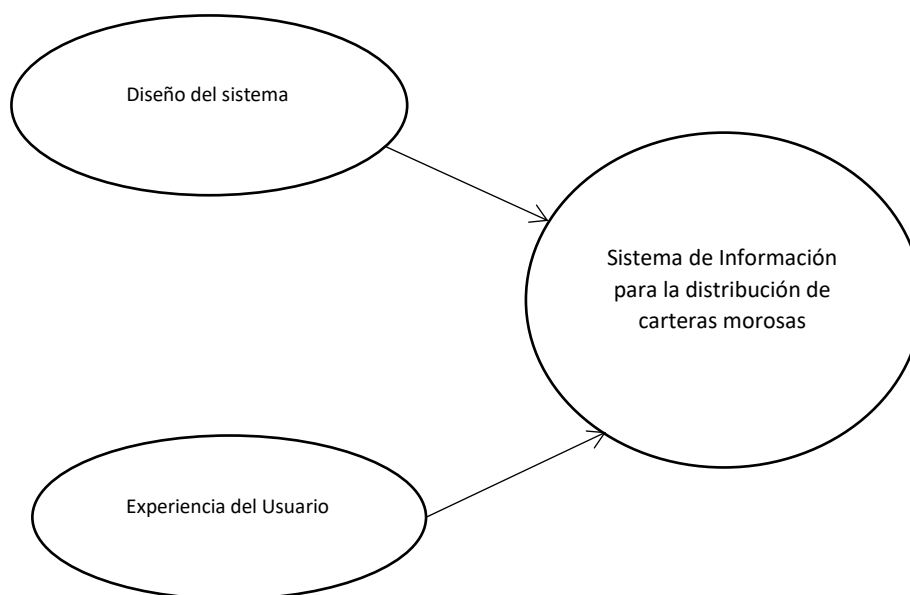 Diseño del sistema
Sistema de Información
para la distribución de
carteras morosas
Experiencia del Usuario